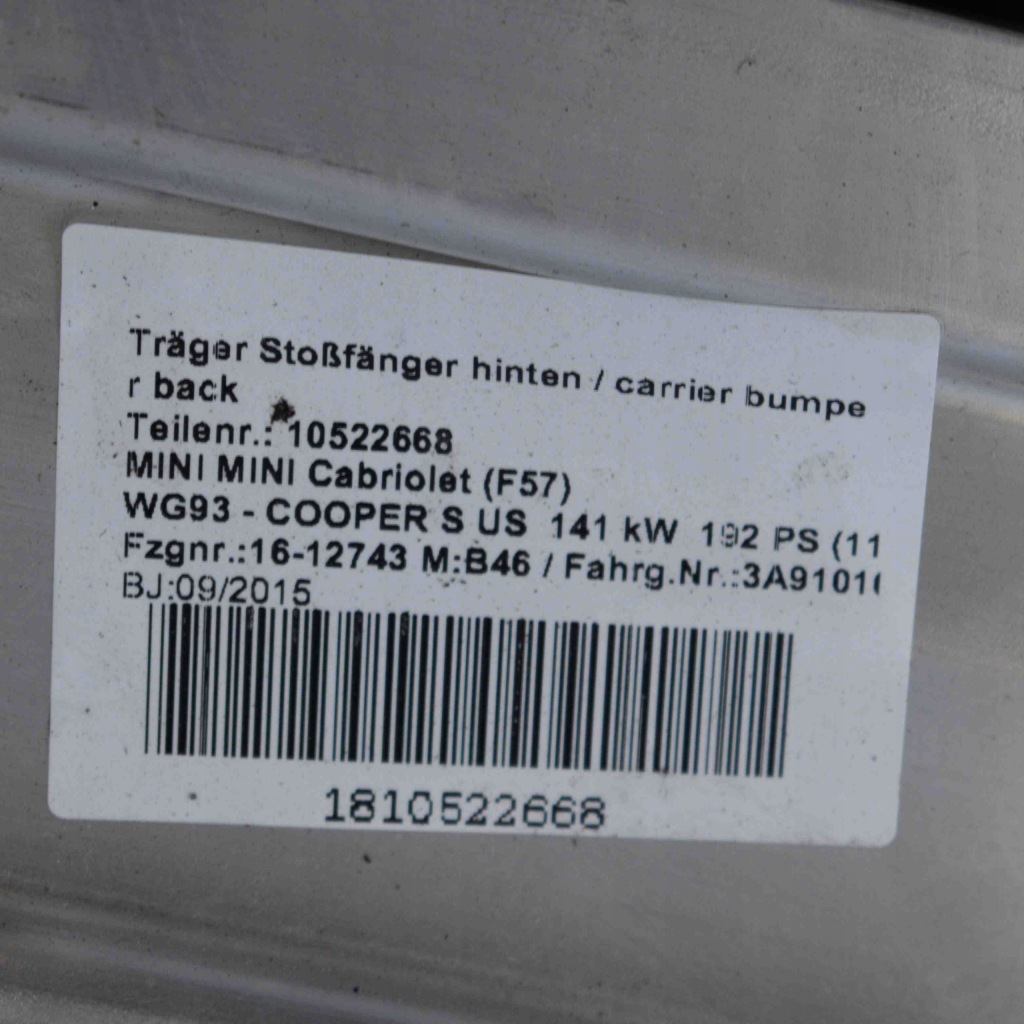 Träger Stoßfänger hinten / carrier bumpe
r back
Teilenr.: 10522668
MINI MINI Cabriolet (F57)
WG93 - COOPER S US 141 kW 192 PS (11
Fzgnr.:16-12743 M:B46 / Fahrg.Nr.:3A9101
BJ:09/2015
1810522668